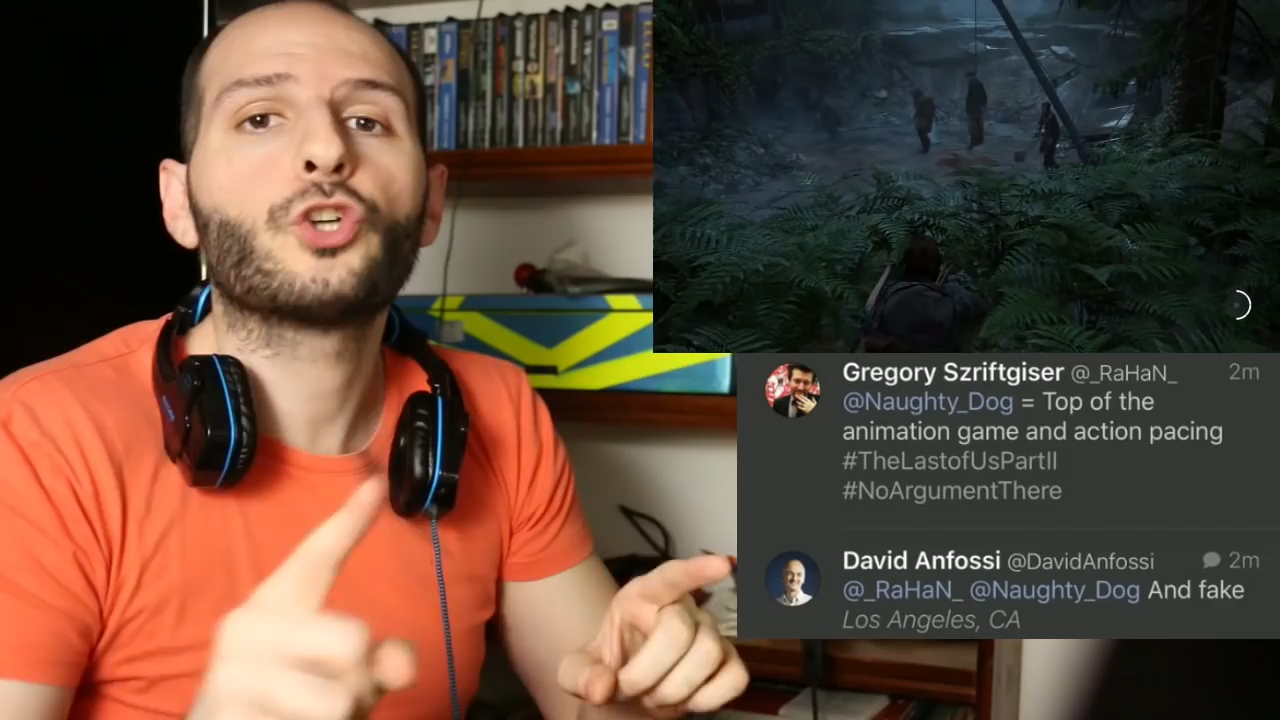 Gregory Szriftgiser @_RaHaN_ 2m
@Naughty_Dog = Top of the
animation game and action pacing
#TheLastofUsPartII
#NoArgumentThere
David Anfossi @DavidAnfossi 2m
@_RaHaN_ @Naughty_Dog And fake
Los Angeles, CA